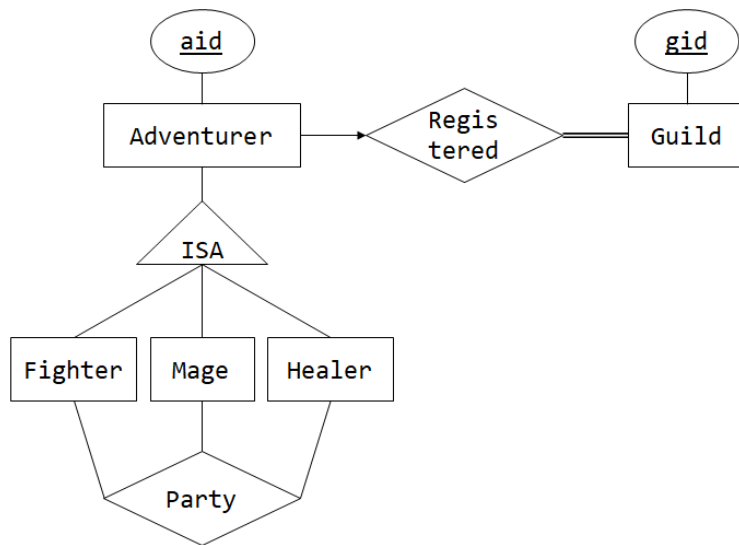 aid
gid
Adventurer
Regis
tered
Guild
ISA
Fighter
Mage
Healer
Party